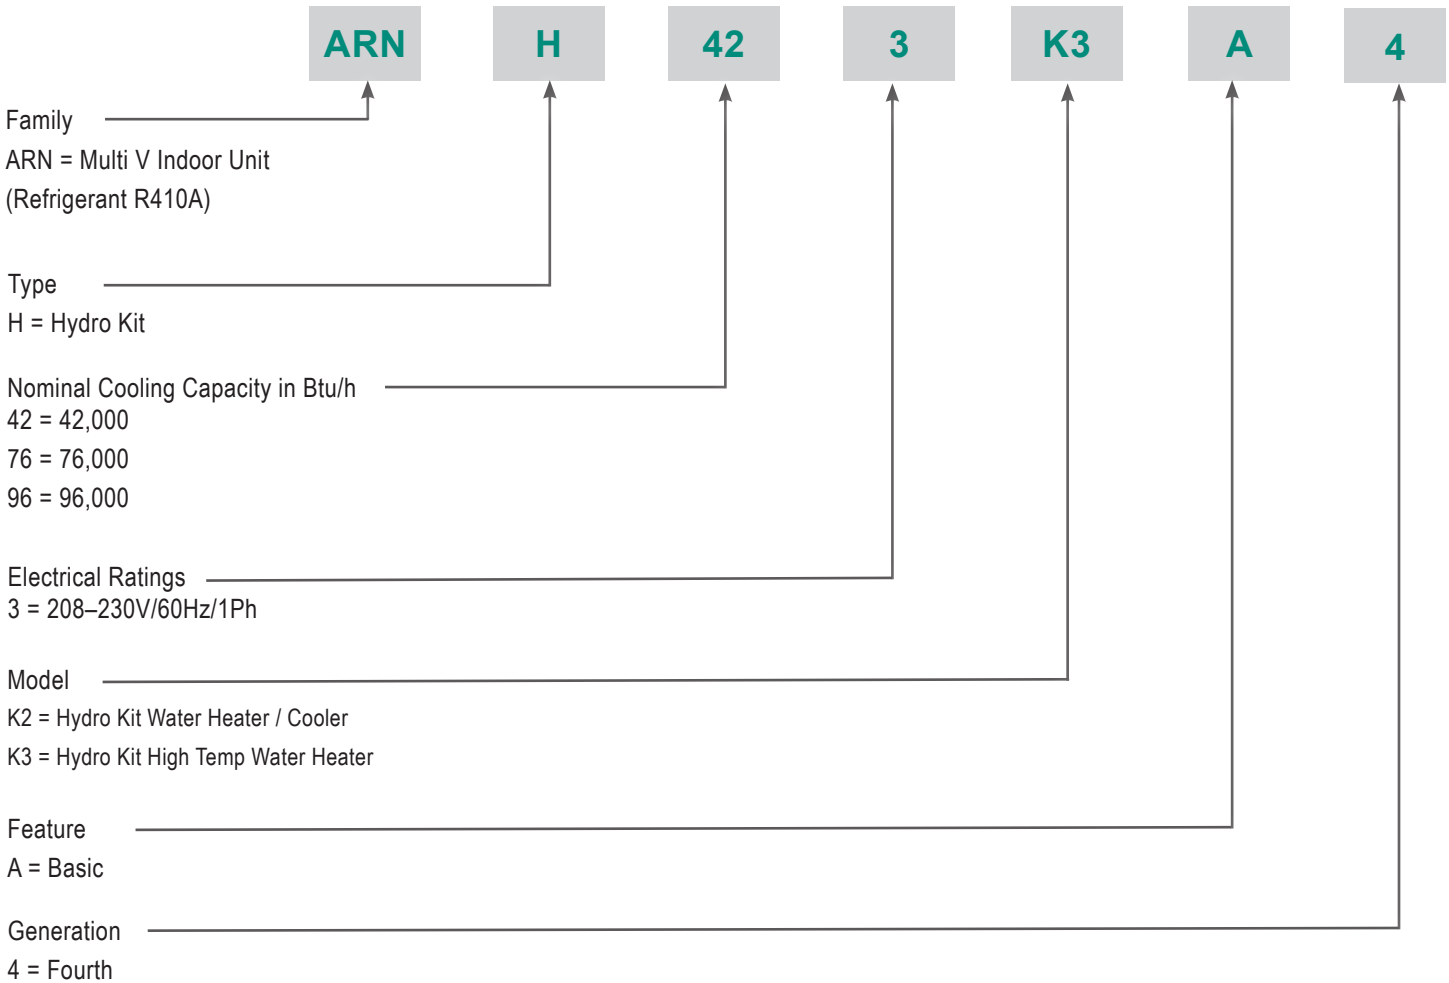 ARN H 42 3 K3 A 4
Family
ARN = Multi V Indoor Unit
(Refrigerant R410A)
Type
H = Hydro Kit
Nominal Cooling Capacity in Btu/h
42 = 42,000
76 = 76,000
96 = 96,000
Electrical Ratings
3 = 208–230V/60Hz/1Ph
Model
K2 = Hydro Kit Water Heater / Cooler
K3 = Hydro Kit High Temp Water Heater
Feature
A = Basic
Generation
4 = Fourth